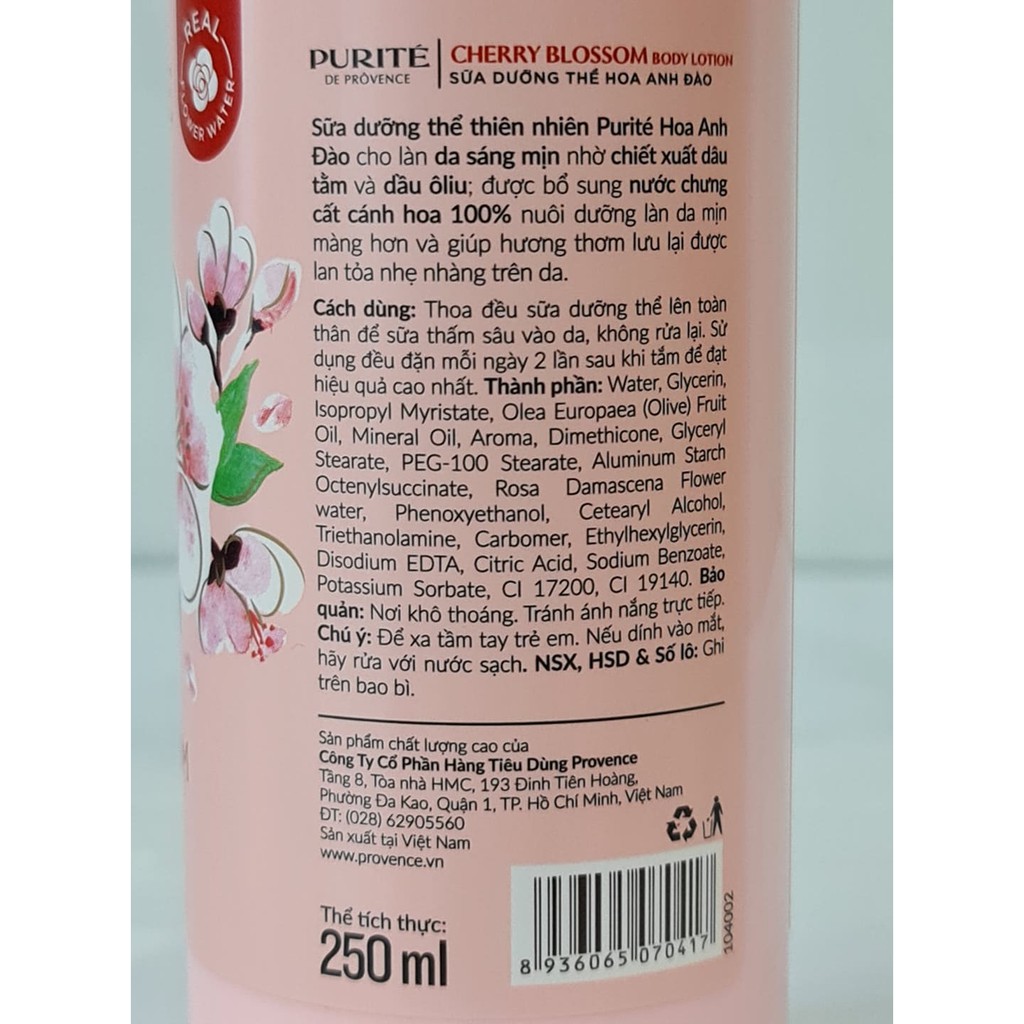 REAL
FLOWER WATER
PURITÉ
DE PRÔVENCE
CHERRY BLOSSOM BODY LOTION
SỮA DƯỠNG THỂ HOA ANH ĐÀO
Sữa dưỡng thể thiên nhiên Purité Hoa Anh
Đào cho làn da sáng mịn nhờ chiết xuất dâu
tằm và dầu ôliu; được bổ sung nước chưng
cất cánh hoa 100% nuôi dưỡng làn da mịn
màng hơn và giúp hương thơm lưu lại được
lan tỏa nhẹ nhàng trên da.
Cách dùng: Thoa đều sữa dưỡng thể lên toàn
thân để sữa thấm sâu vào da, không rửa lại. Sử
dụng đều đặn mỗi ngày 2 lần sau khi tắm để đạt
hiệu quả cao nhất. Thành phần: Water, Glycerin,
Isopropyl Myristate, Olea Europaea (Olive) Fruit
Oil, Mineral Oil, Aroma, Dimethicone, Glyceryl
Stearate, PEG-100 Stearate, Aluminum Starch
Octenylsuccinate, Rosa Damascena Flower
water, Phenoxyethanol, Cetearyl Alcohol,
Triethanolamine, Carbomer, Ethylhexylglycerin,
Disodium EDTA, Citric Acid, Sodium Benzoate,
Potassium Sorbate, CI 17200, CI 19140. Bảo
quản: Nơi khô thoáng. Tránh ánh nắng trực tiếp.
Chú ý: Để xa tầm tay trẻ em. Nếu dính vào mắt,
hãy rửa với nước sạch. NSX, HSD & Số lô: Ghi
trên bao bì.
Sản phẩm chất lượng cao của
Công Ty Cổ Phần Hàng Tiêu Dùng Provence
Tầng 8, Tòa nhà HMC, 193 Đinh Tiên Hoàng,
Phường Đa Kao, Quận 1, TP. Hồ Chí Minh, Việt Nam
ĐT: (028) 62905560
Sản xuất tại Việt Nam
www.provence.vn
Thể tích thực:
250 ml
8 936065 070417
104002